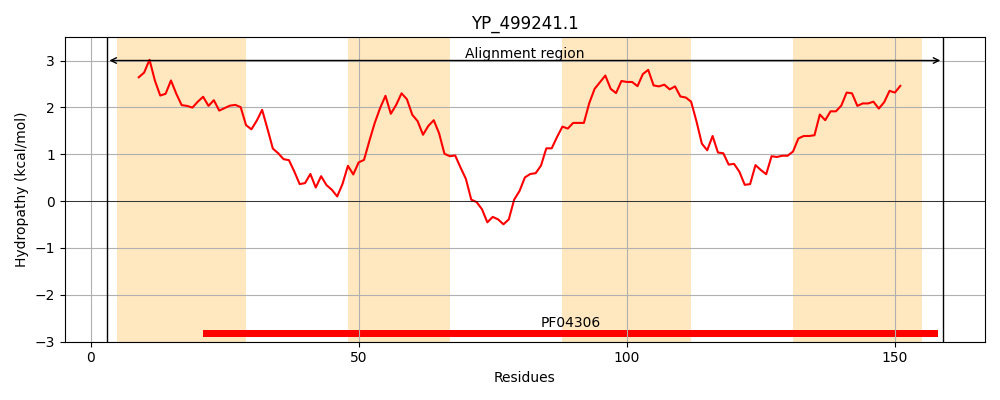 YP_499241.1
Alignment region
3
2
1
0
−1
−2
−3
Hydropathy (kcal/mol)
PF04306
0
50
100
150
Residues